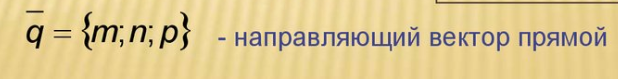 q̅ = {m; n; p} - направляющий вектор прямой